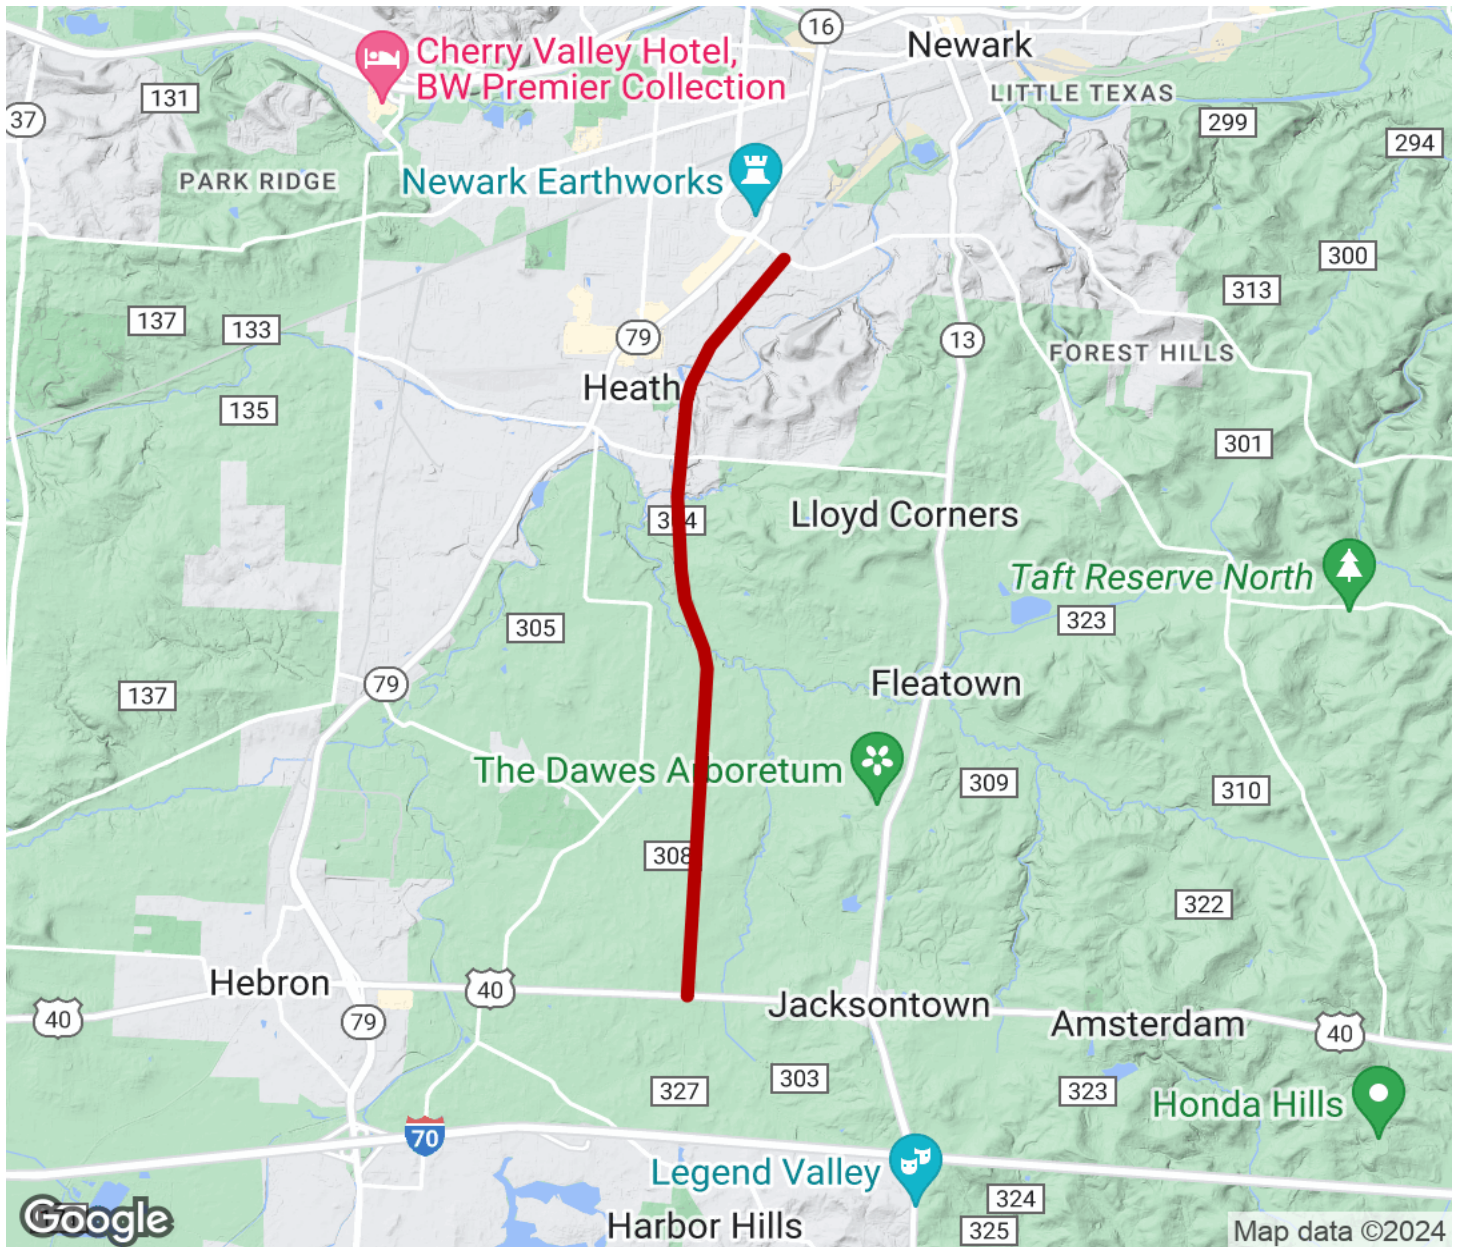 16
Newark
Cherry Valley Hotel,
BW Premier Collection
LITTLE TEXAS
131
37
299
294
PARK RIDGE
Newark Earthworks
300
313
137
133
79
13
FOREST HILLS
Heath
135
301
Lloyd Corners
Taft Reserve North
323
305
79
137
Fleatown
The Dawes Arboretum
309
310
308
322
Hebron
40
Jacksontown
40
79
Amsterdam
40
303
327
323
Honda Hills
70
Legend Valley
324
Google
Harbor Hills
325
Map data ©2024